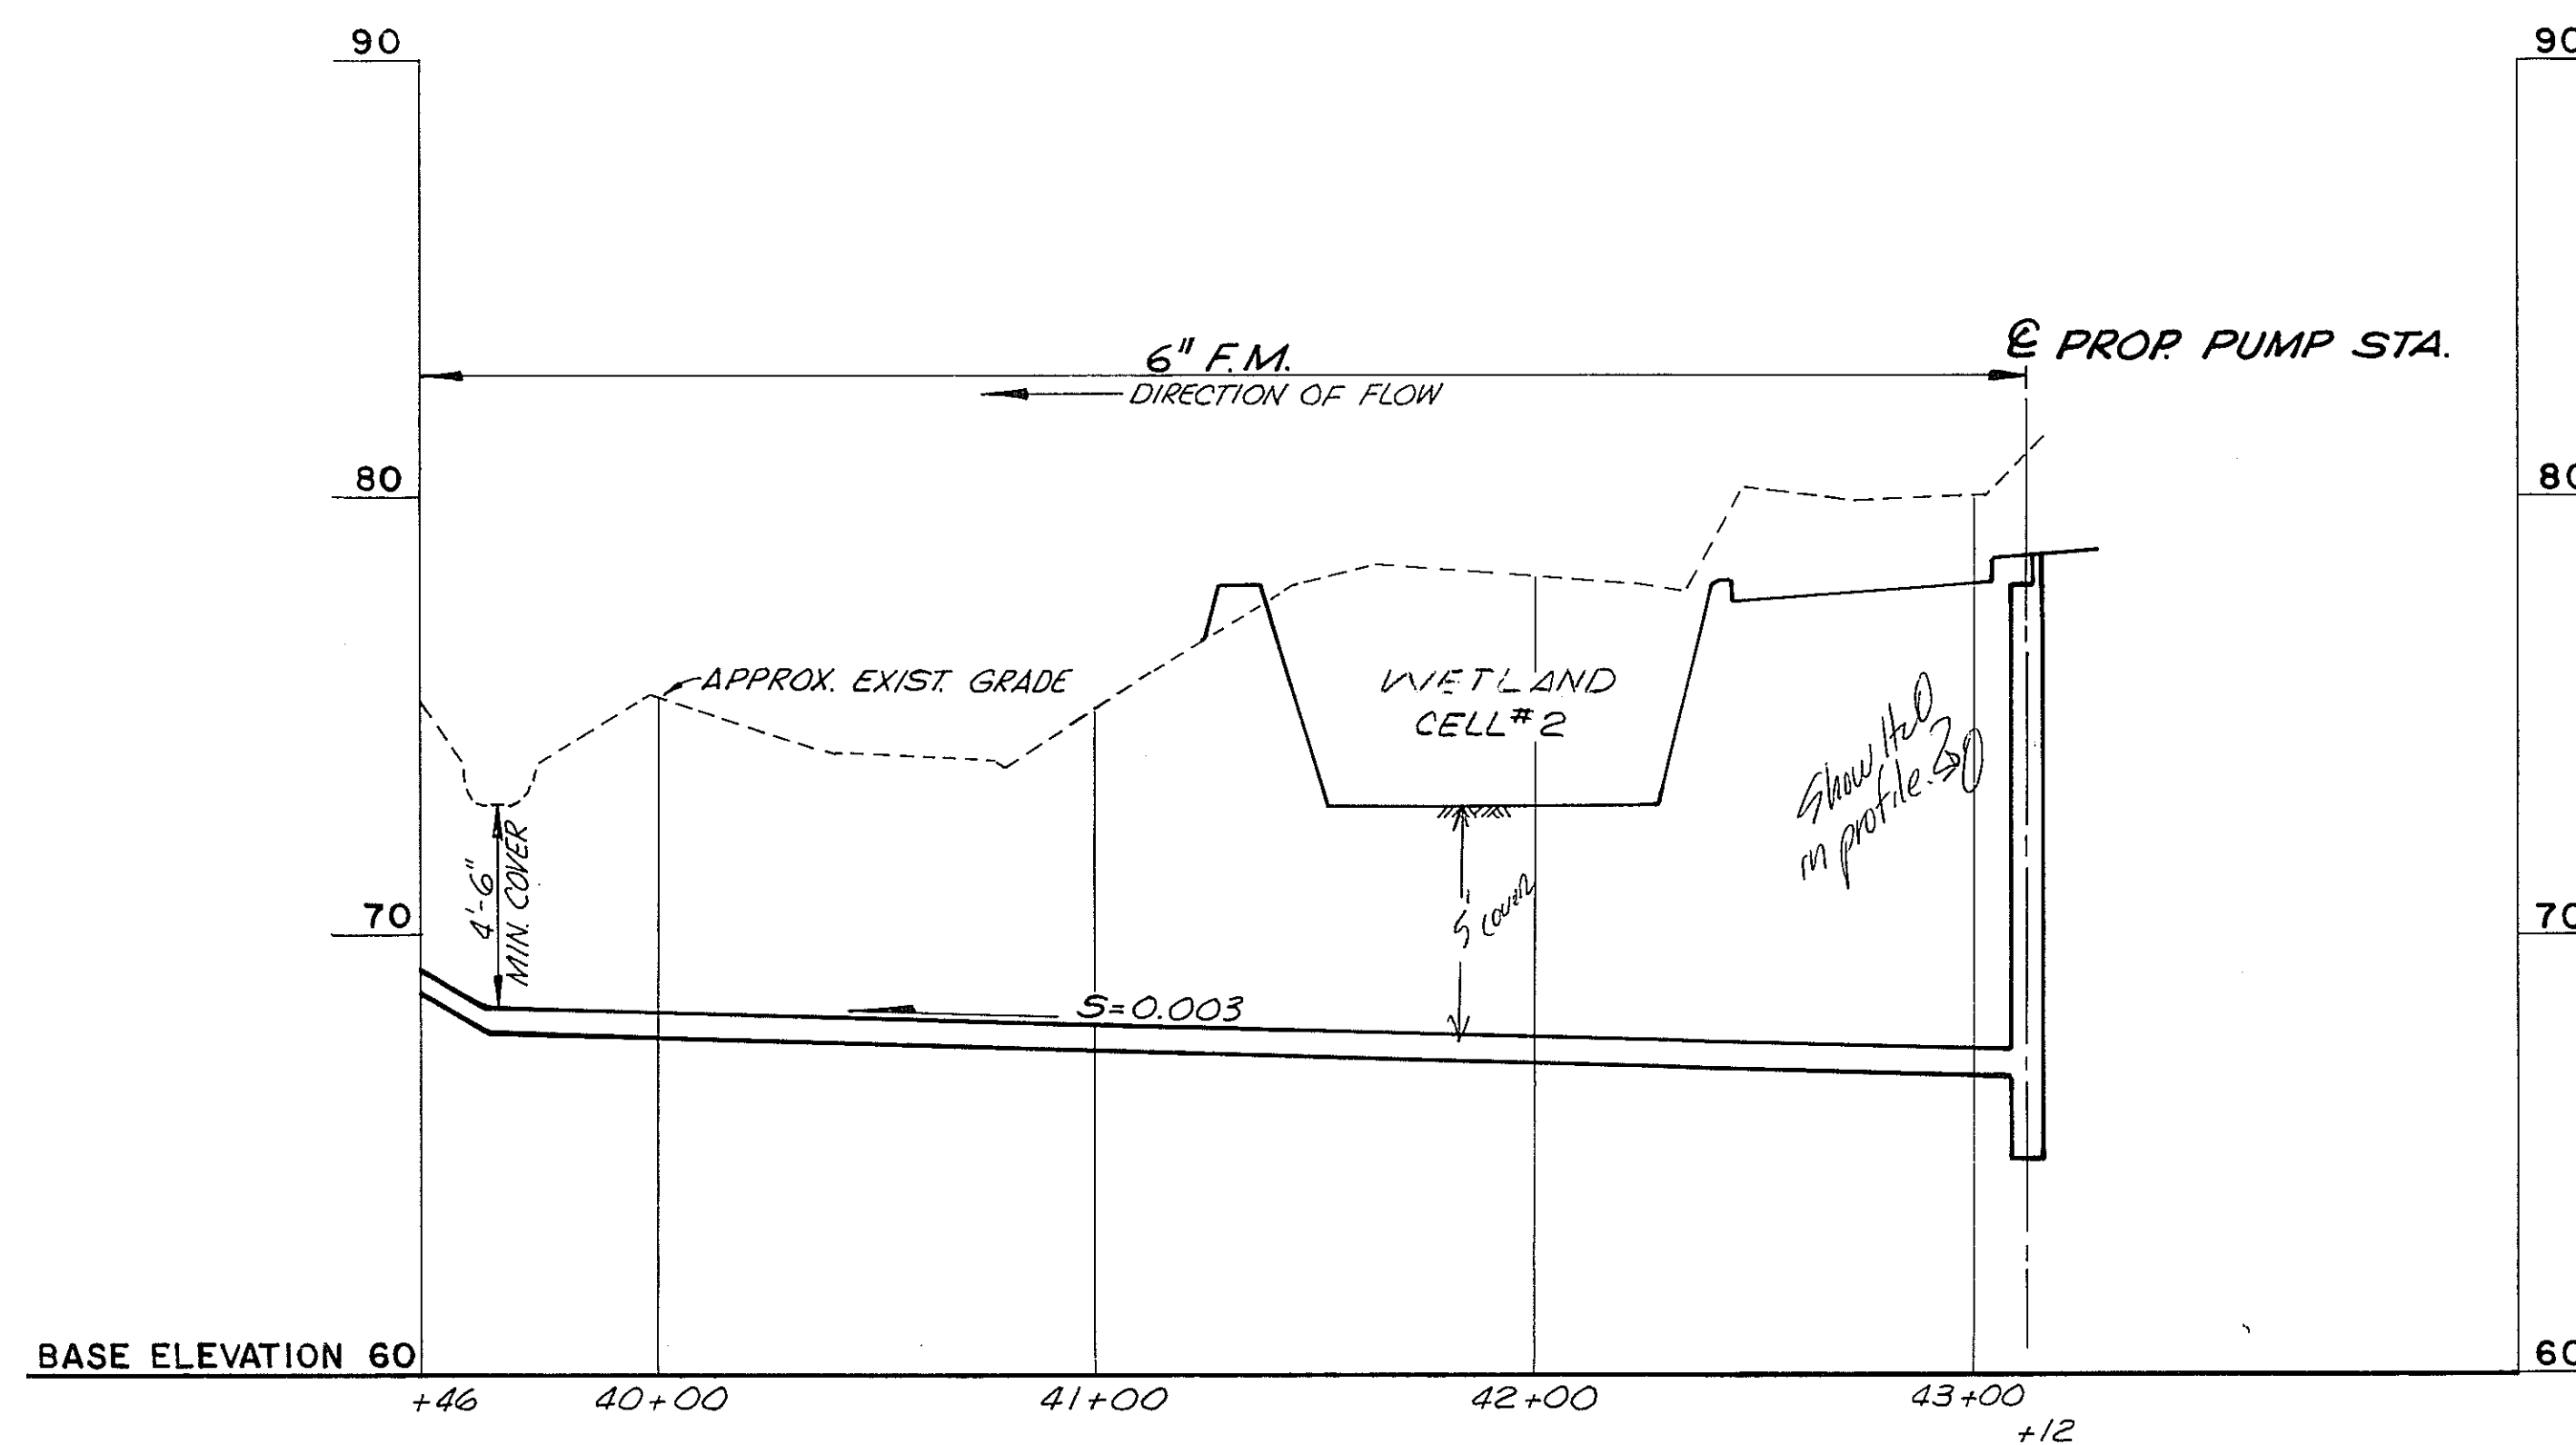 90
90
6" F.M.
DIRECTION OF FLOW
℄ PROP. PUMP STA.
80
80
APPROX. EXIST. GRADE
WETLAND
CELL #2
Show
in profile.
4'-6"
MIN. COVER
5' cover
70
70
S=0.003
BASE ELEVATION 60
60
+46
40+00
41+00
42+00
43+00
+12